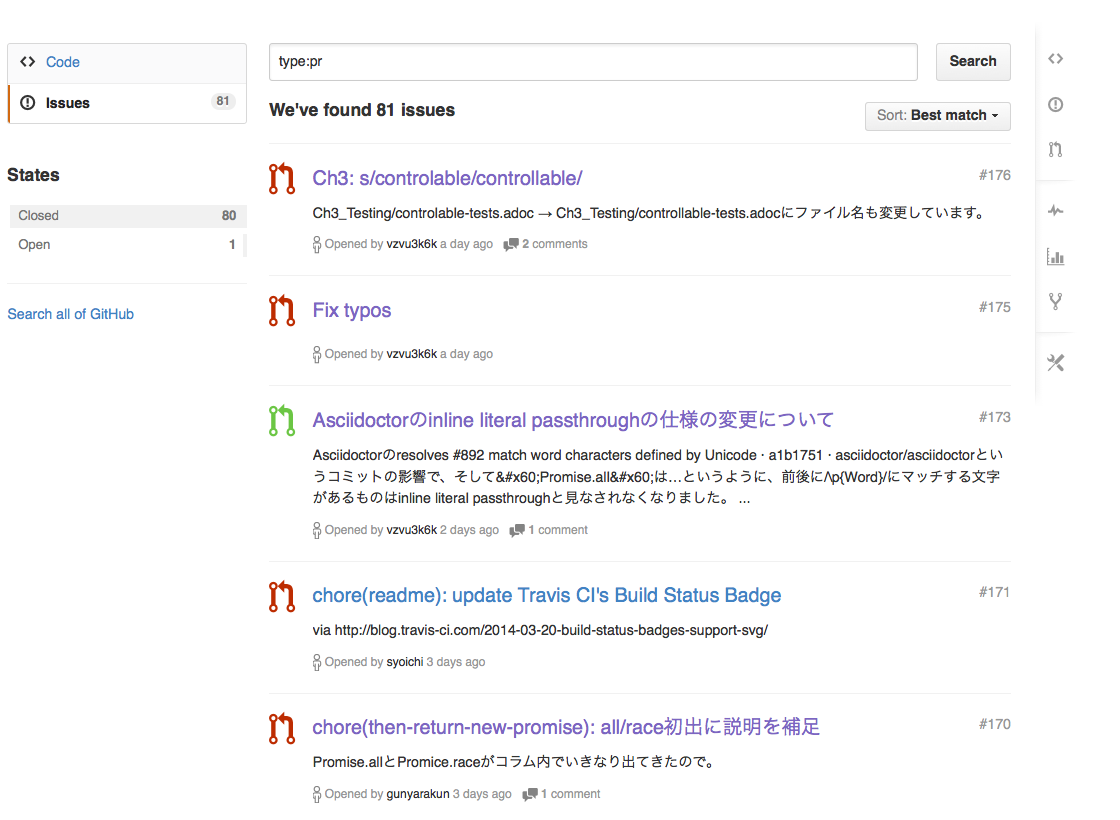 Code
Issues 81
States
Closed 80
Open 1
Search all of GitHub
type:pr
Search
We've found 81 issues
Sort: Best match
Ch3: s/controlable/controllable/ #176
Ch3_Testing/controlable-tests.adoc → Ch3_Testing/controllable-tests.adocにファイル名も変更しています。
Opened by vzvu3k6k a day ago 2 comments
Fix typos #175
Opened by vzvu3k6k a day ago
Asciidoctorのinline literal passthroughの仕様の変更について #173
Asciidoctorのresolves #892 match word characters defined by Unicode · a1b1751 · asciidoctor/asciidoctorとい
うコミットの影響で、そして&#x60;Promise.all&#x60;は…というように、前後に/\p{Word}/にマッチする文字
があるものはinline literal passthroughと見なされなくなりました。 ...
Opened by vzvu3k6k 2 days ago 1 comment
chore(readme): update Travis CI's Build Status Badge #171
via http://blog.travis-ci.com/2014-03-20-build-status-badges-support-svg/
Opened by syoichi 3 days ago
chore(then-return-new-promise): all/race初出に説明を補足 #170
Promise.allとPromice.raceがコラム内でいきなり出てきたので。
Opened by gunyarakun 3 days ago 1 comment